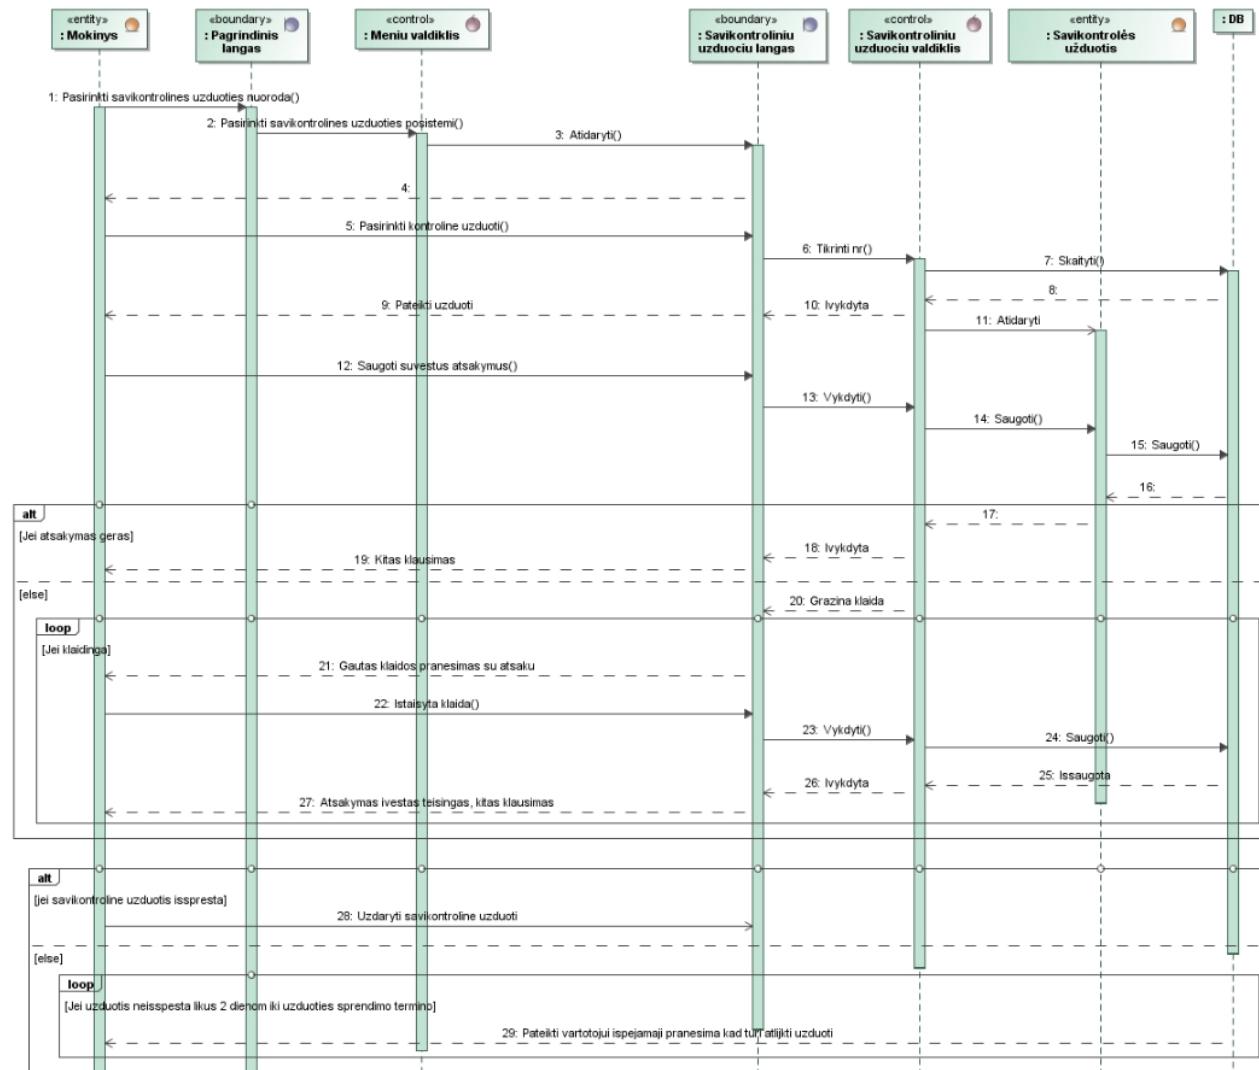 «entity»
: Mokinys
«boundary»
: Pagrindinis
langas
«control»
: Meniu valdiklis
«boundary»
: Savikontroliniu
uzduociu langas
«control»
: Savikontroliniu
uzduociu valdiklis
«entity»
: Savikontrolės
užduotis
: DB
1: Pasirinkti savikontrolines uzduoties nuoroda()
2: Pasirinkti savikontrolines uzduoties posistemi()
3: Atidaryti()
4:
5: Pasirinkti kontroline uzduoti()
6: Tikrinti nr()
7: Skaityti()
8:
9: Pateikti uzduoti
10: Ivykdyta
11: Atidaryti
12: Saugoti suvestus atsakymus()
13: Vykdyti()
14: Saugoti()
15: Saugoti()
16:
alt
17:
[Jei atsakymas geras]
18: Ivykdyta
19: Kitas klausimas
[else]
20: Grazina klaida
loop
[Jei klaidinga]
21: Gautas klaidos pranesimas su atsaku
22: Istaisyta klaida()
23: Vykdyti()
24: Saugoti()
25: Issaugota
26: Ivykdyta
27: Atsakymas ivestas teisingas, kitas klausimas
alt
[jei savikontroline uzduotis isspresta]
28: Uzdaryti savikontroline uzduoti
[else]
loop
[Jei uzduotis neisspesta likus 2 dienom iki uzduoties sprendimo termino]
29: Pateikti vartotojui ispejamaji pranesima kad turi atlijkti uzduoti